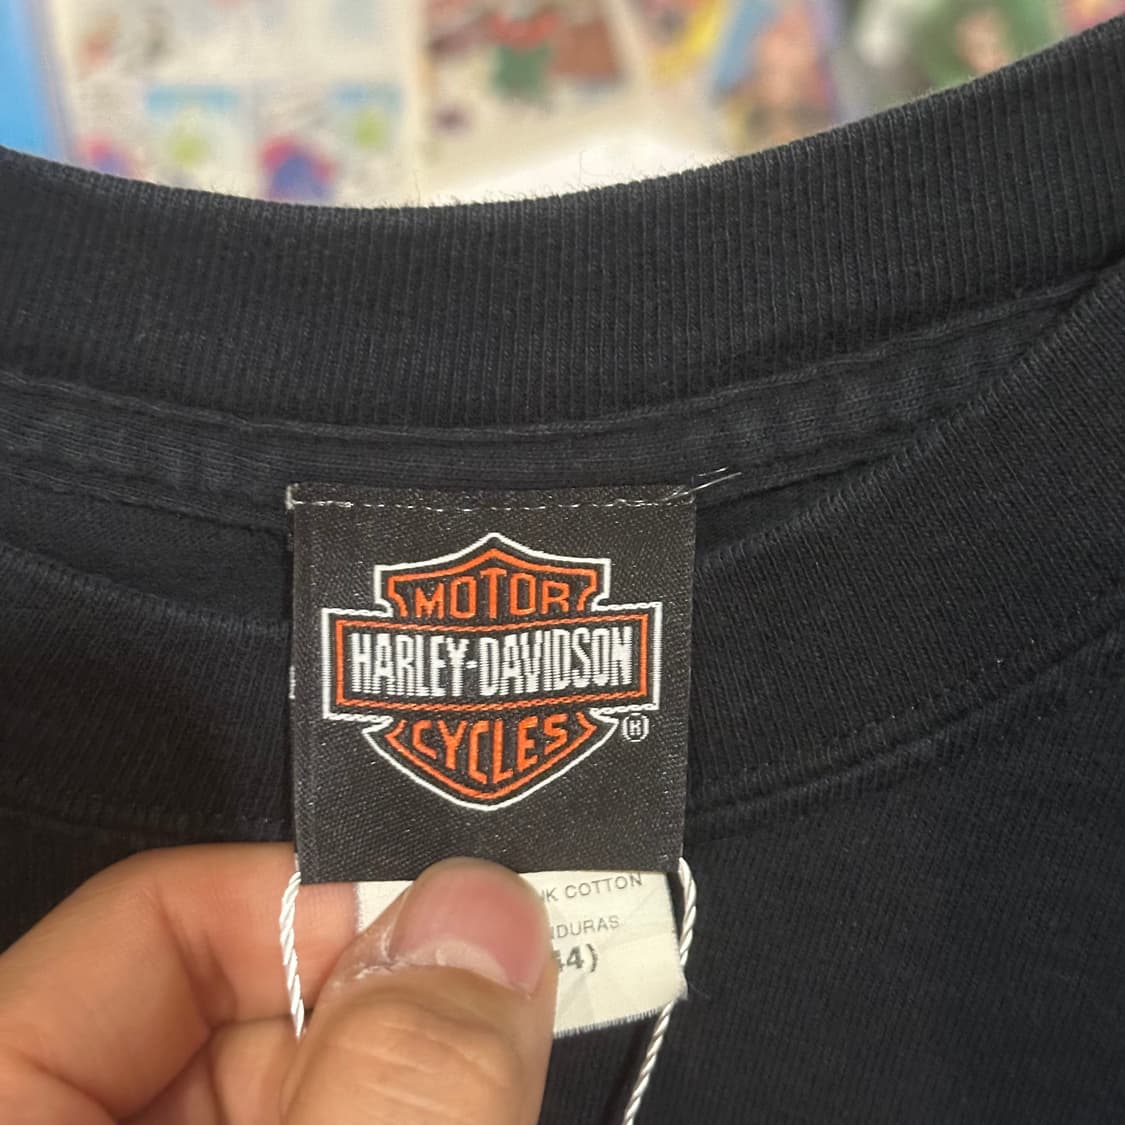 MOTOR
HARLEY-DAVIDSON
CYCLES
®
COTTON